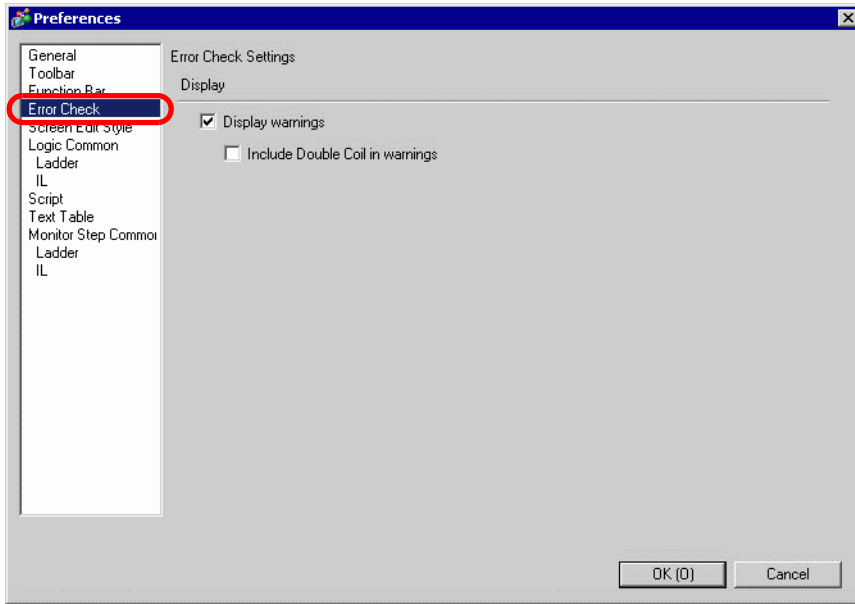 Preferences
General
Toolbar
Function Bar
Error Check
Screen Edit Style
Logic Common
Ladder
IL
Script
Text Table
Monitor Step Commo
Ladder
IL
Error Check Settings
Display
Display warnings
Include Double Coil in warnings
OK (O)
Cancel